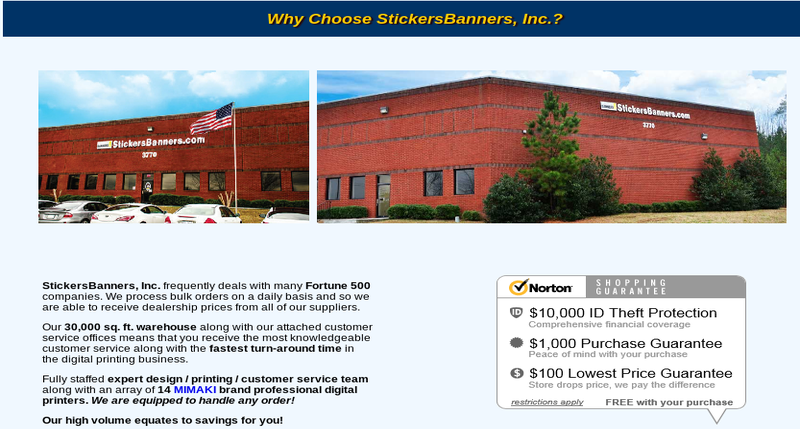 Why Choose StickersBanners, Inc.?
StickersBanners.com
3770
StickersBanners.com
3770
StickersBanners, Inc. frequently deals with many Fortune 500
companies. We process bulk orders on a daily basis and so we
are able to receive dealership prices from all of our suppliers.
Our 30,000 sq. ft. warehouse along with our attached customer
service offices means that you receive the most knowledgeable
customer service along with the fastest turn-around time in
the digital printing business.
Fully staffed expert design / printing / customer service team
along with an array of 14 MIMAKI brand professional digital
printers. We are equipped to handle any order!
Our high volume equates to savings for you!
Norton
SHOPPING
GUARANTEE
ID
$10,000 ID Theft Protection
Comprehensive financial coverage
$1,000 Purchase Guarantee
Peace of mind with your purchase
$
$100 Lowest Price Guarantee
Store drops price, we pay the difference
restrictions apply
FREE with your purchase